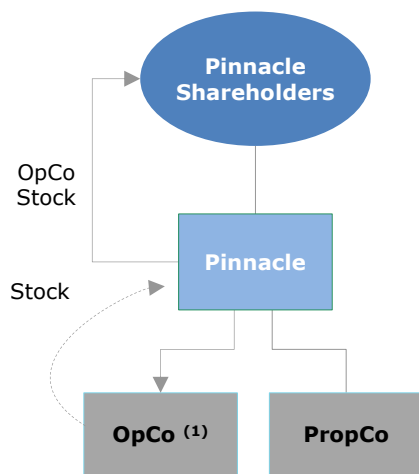 Pinnacle
Shareholders
OpCo
Stock
Pinnacle
Stock
OpCo (1)
PropCo